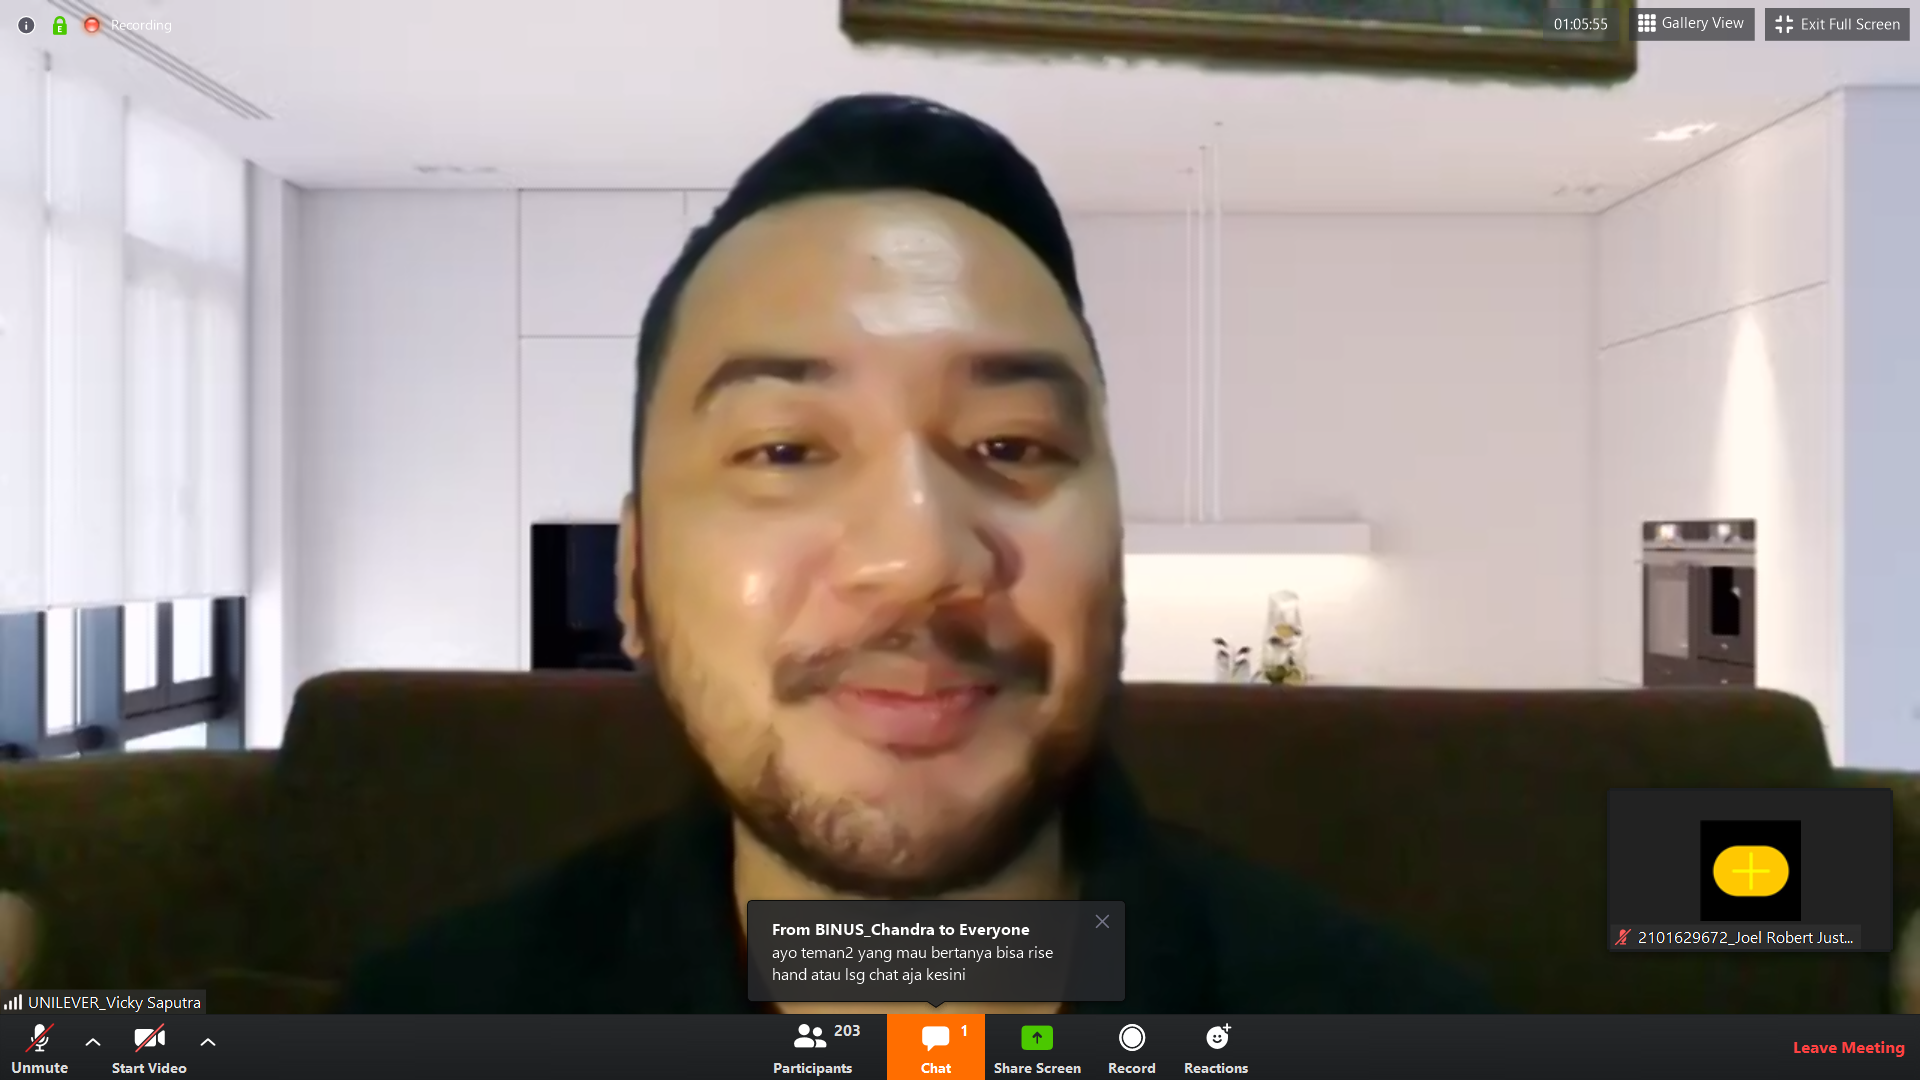 Recording
01:05:55
Gallery View
Exit Full Screen
From BINUS_Chandra to Everyone
ayo teman2 yang mau bertanya bisa rise
hand atau lsg chat aja kesini
2101629672_Joel Robert Just...
UNILEVER_Vicky Saputra
Unmute
Start Video
203
Participants
1
Chat
Share Screen
Record
Reactions
Leave Meeting